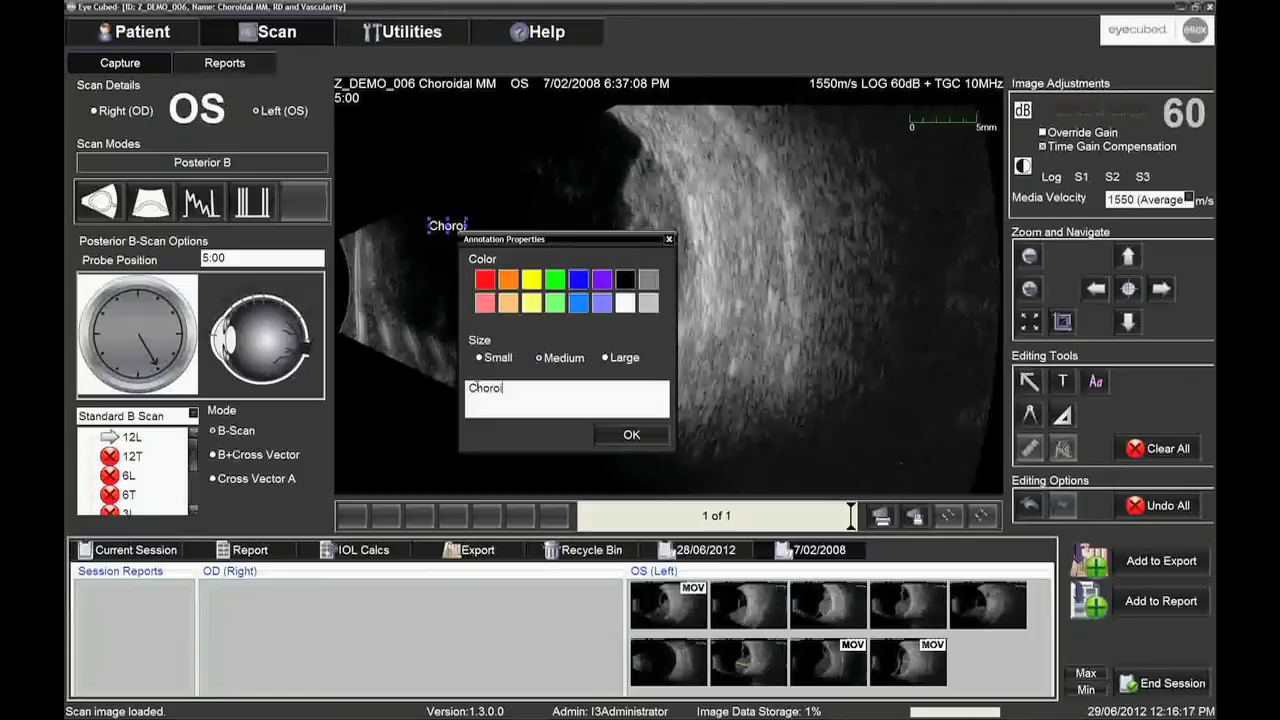 Eye Cubed- [ID: Z_DEMO_006, Name: Choroidal MM, RD and Vascularity]
Patient
Scan
Utilities
Help
eyecubed
ellex
Capture
Reports
Scan Details
Right (OD)
OS
Left (OS)
Scan Modes
Posterior B
Posterior B-Scan Options
Probe Position
5:00
Standard B Scan
12L
12T
6L
6T
3L
Mode
B-Scan
B+Cross Vector
Cross Vector A
Z_DEMO_006 Choroidal MM OS 7/02/2008 6:37:08 PM
1550m/s LOG 60dB + TGC 10MHz
5:00
0 5mm
Choroi
Annotation Properties
Color
Size
Small
Medium
Large
Choroi
OK
1 of 1
Image Adjustments
dB
60
Override Gain
Time Gain Compensation
Log S1 S2 S3
Media Velocity
1550 (Average
m/s
Zoom and Navigate
Editing Tools
T
Aa
Clear All
Editing Options
Undo All
Current Session
Report
IOL Calcs
Export
Recycle Bin
28/06/2012
7/02/2008
Session Reports
OD (Right)
OS (Left)
MOV
MOV
MOV
Add to Export
Add to Report
Max
Min
End Session
Scan image loaded.
Version:1.3.0.0
Admin: I3Administrator
Image Data Storage: 1%
29/06/2012 12:16:17 PM